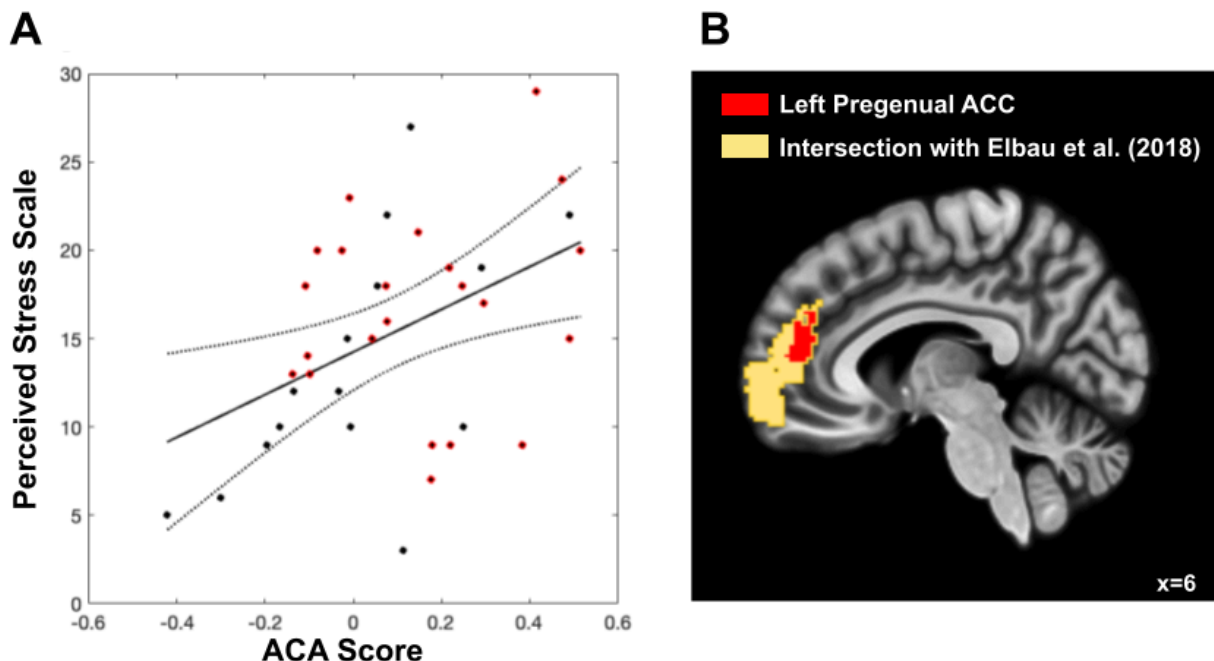 A
B
30
25
20
15
10
5
0
-0.6
-0.4
-0.2
0
0.2
0.4
0.6
Perceived Stress Scale
ACA Score
Left Pregenual ACC
Intersection with Elbau et al. (2018)
x=6